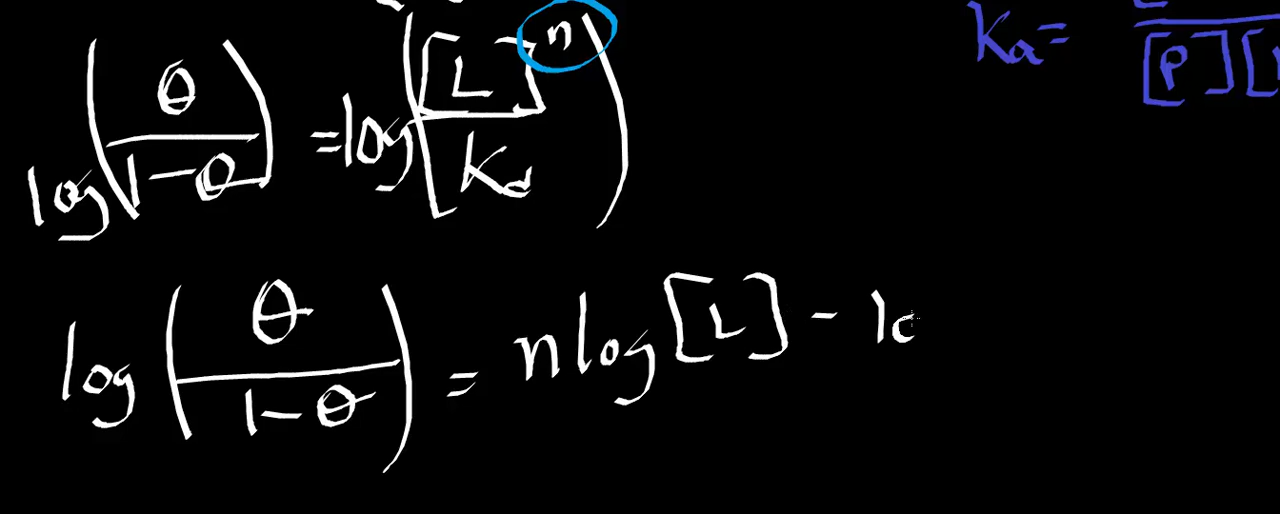 log(θ/1-θ) = log([L]^n/Kd)
Ka = [P][
log(θ/1-θ) = n log [L] - lo